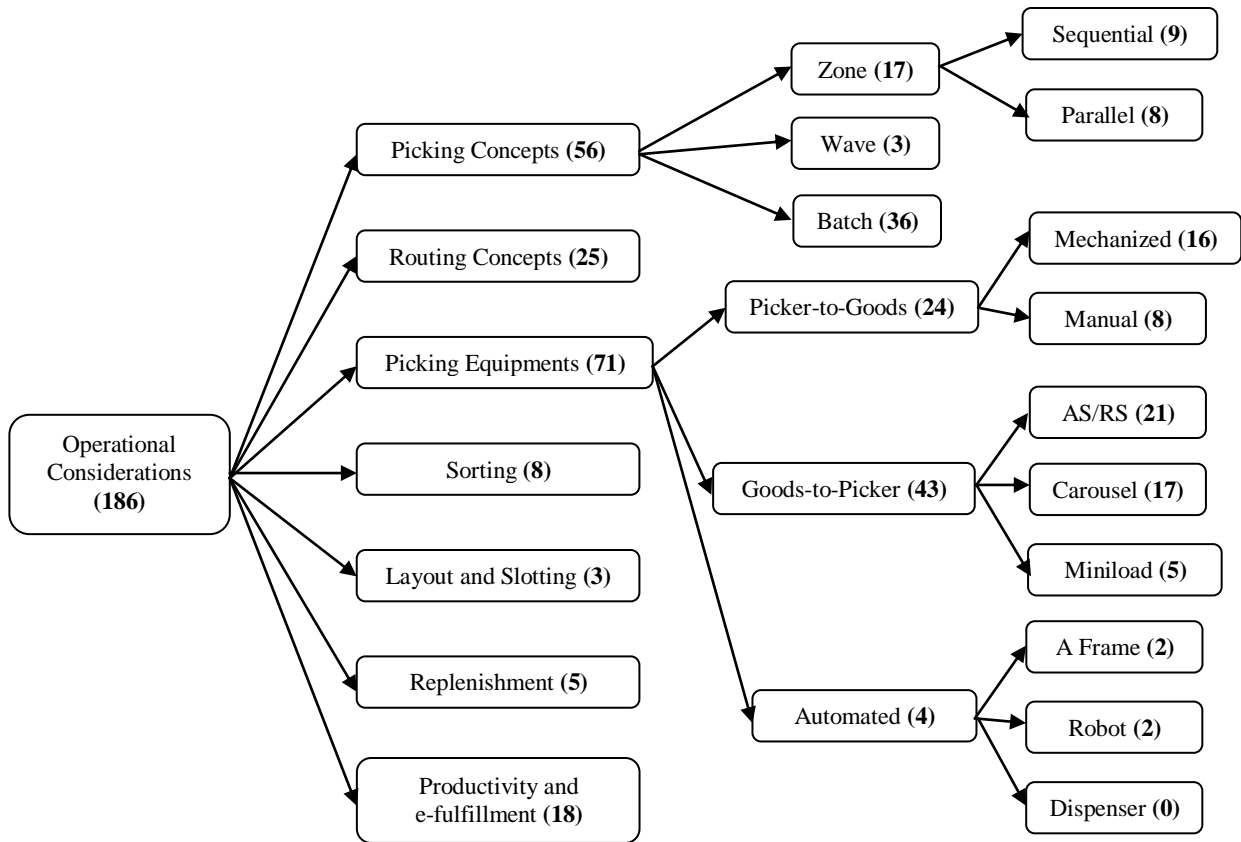 Sequential (9)
Zone (17)
Parallel (8)
Picking Concepts (56)
Wave (3)
Batch (36)
Mechanized (16)
Routing Concepts (25)
Picker-to-Goods (24)
Manual (8)
Picking Equipments (71)
AS/RS (21)
Operational
Considerations
(186)
Sorting (8)
Goods-to-Picker (43)
Carousel (17)
Layout and Slotting (3)
Miniload (5)
A Frame (2)
Replenishment (5)
Automated (4)
Robot (2)
Productivity and
e-fulfillment (18)
Dispenser (0)